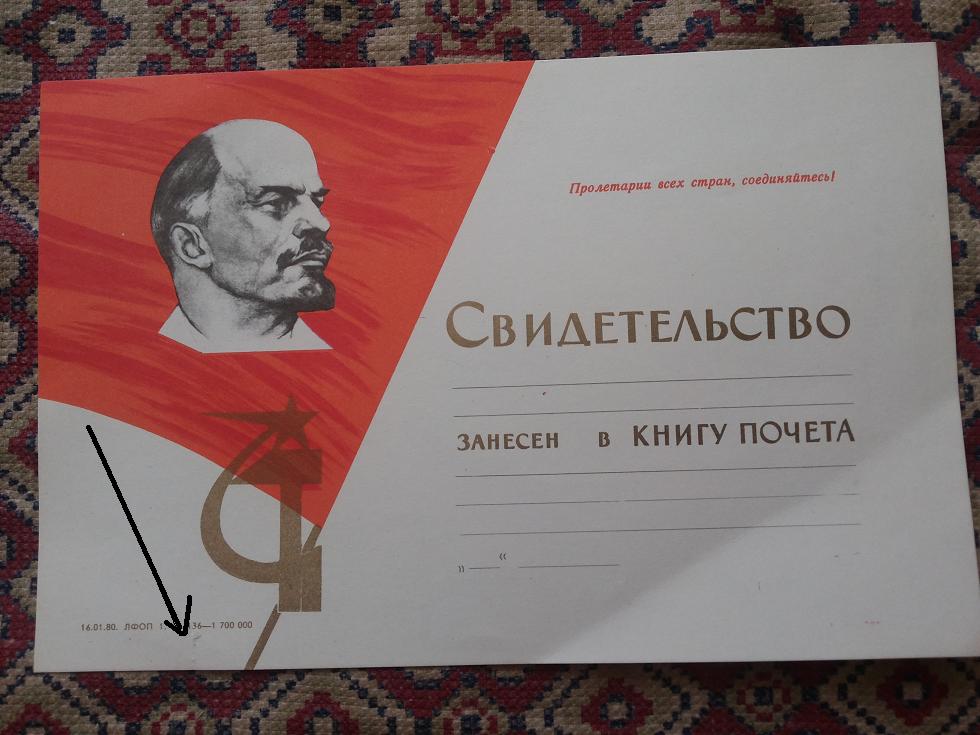 Пролетарии всех стран, соединяйтесь!
Свидетельство
ЗАНЕСЕН В КНИГУ ПОЧЕТА
„ “
16.01.80. ЛФОП 36—1 700 000